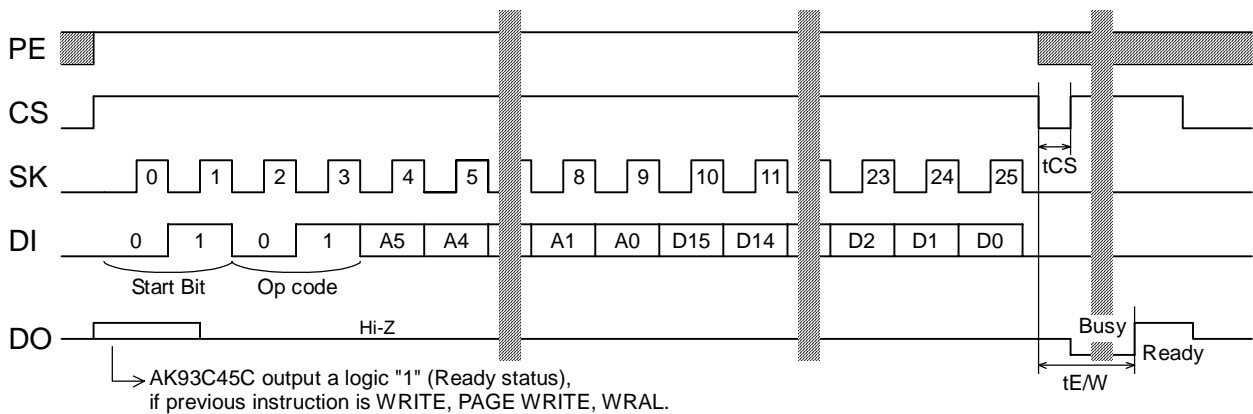 PE
CS
tCS
SK 0 1 2 3 4 5 8 9 10 11 23 24 25
DI 0 1 0 1 A5 A4 A1 A0 D15 D14 D2 D1 D0
Start Bit Op code
DO Hi-Z Busy Ready
tE/W
AK93C45C output a logic "1" (Ready status),
if previous instruction is WRITE, PAGE WRITE, WRAL.